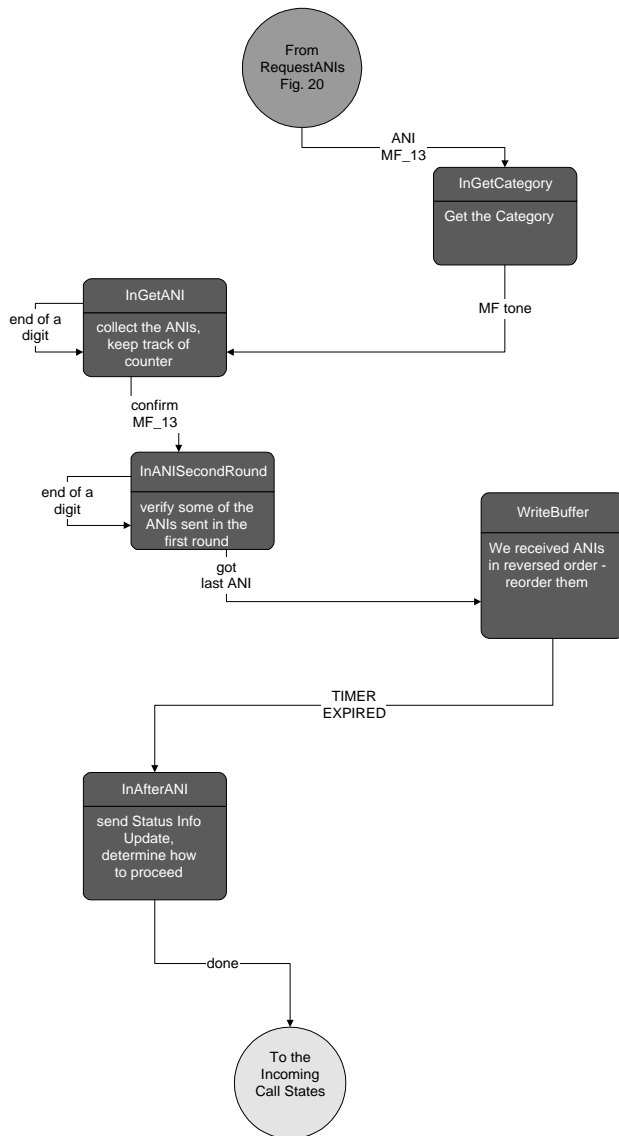 From
RequestANIs
Fig. 20
ANI
MF_13
InGetCategory
Get the Category
MF tone
InGetANI
collect the ANIs,
keep track of
counter
end of a
digit
confirm
MF_13
InANISecondRound
verify some of the
ANIs sent in the
first round
end of a
digit
got
last ANI
WriteBuffer
We received ANIs
in reversed order -
reorder them
TIMER
EXPIRED
InAfterANI
send Status Info
Update,
determine how
to proceed
done
To the
Incoming
Call States